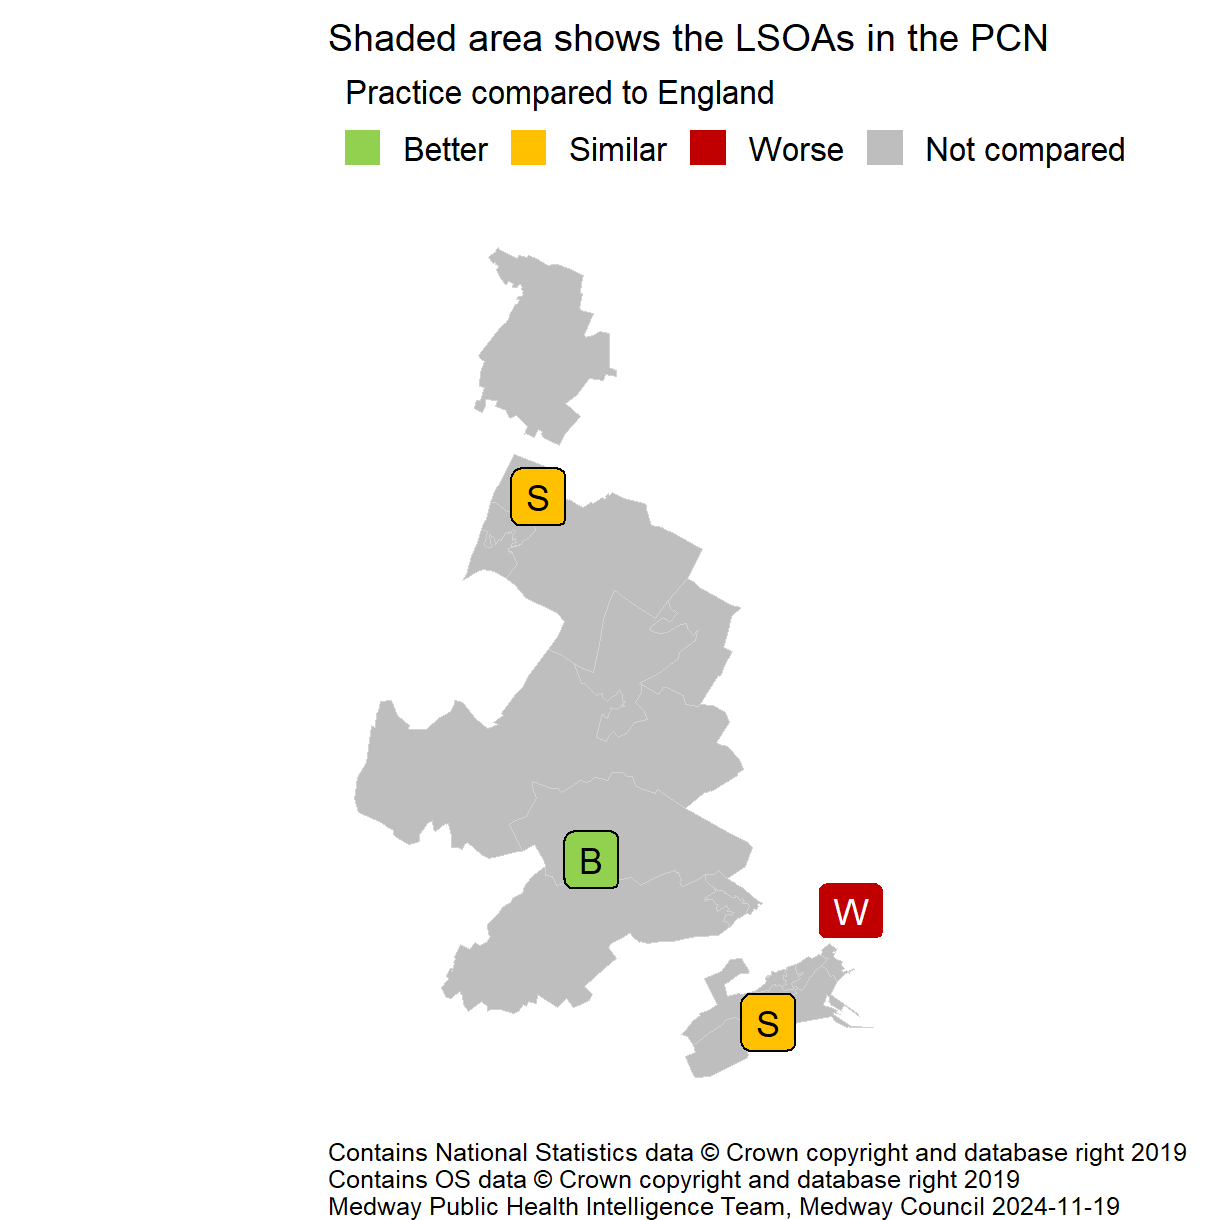 Shaded area shows the LSOAs in the PCN
Practice compared to England
Better Similar Worse Not compared
S
B
W
S
Contains National Statistics data © Crown copyright and database right 2019
Contains OS data © Crown copyright and database right 2019
Medway Public Health Intelligence Team, Medway Council 2024-11-19